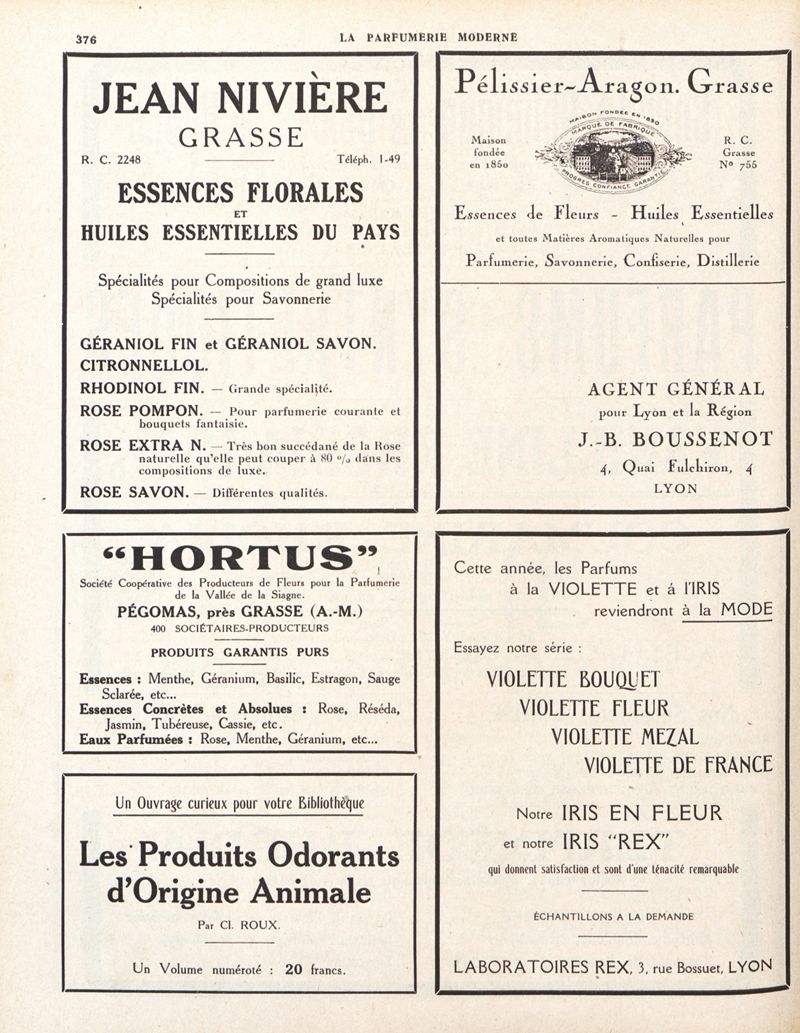 376
LA PARFUMERIE MODERNE
JEAN NIVIÈRE
GRASSE
R. C. 2248
Téléph. 1-49
ESSENCES FLORALES
ET
HUILES ESSENTIELLES DU PAYS
Spécialités pour Compositions de grand luxe
Spécialités pour Savonnerie
GÉRANIOL FIN et GÉRANIOL SAVON.
CITRONNELLOL.
RHODINOL FIN. — Grande spécialité.
ROSE POMPON. — Pour parfumerie courante et
bouquets fantaisie.
ROSE EXTRA N. — Très bon succédané de la Rose
naturelle qu'elle peut couper à 80 % dans les
compositions de luxe.
ROSE SAVON. — Différentes qualités.
Pélissier-Aragon. Grasse
Maison
fondée
en 1850
MAISON FONDÉE EN 1850
MARQUE DE FABRIQUE
PROGRÈS CONFIANCE GARANTIE
R. C.
Grasse
Nº 755
Essences de Fleurs - Huiles Essentielles
et toutes Matières Aromatiques Naturelles pour
Parfumerie, Savonnerie, Confiserie, Distillerie
AGENT GÉNÉRAL
pour Lyon et la Région
J.-B. BOUSSENOT
4, Quai Fulchiron, 4
LYON
“HORTUS”
Société Coopérative des Producteurs de Fleurs pour la Parfumerie
de la Vallée de la Siagne.
PÉGOMAS, près GRASSE (A.-M.)
400 SOCIÉTAIRES-PRODUCTEURS
PRODUITS GARANTIS PURS
Essences : Menthe, Géranium, Basilic, Estragon, Sauge
Sclarée, etc...
Essences Concrètes et Absolues : Rose, Réséda,
Jasmin, Tubéreuse, Cassie, etc.
Eaux Parfumées : Rose, Menthe, Géranium, etc...
Un Ouvrage curieux pour votre Bibliothèque
Les Produits Odorants
d'Origine Animale
Par Cl. ROUX.
Un Volume numéroté : 20 francs.
Cette année, les Parfums
à la VIOLETTE et á l'IRIS
reviendront à la MODE
Essayez notre série :
VIOLETTE BOUQUET
VIOLETTE FLEUR
VIOLETTE MEZAL
VIOLETTE DE FRANCE
Notre IRIS EN FLEUR
et notre IRIS “REX”
qui donnent satisfaction et sont d'une ténacité remarquable
ÉCHANTILLONS A LA DEMANDE
LABORATOIRES REX, 3, rue Bossuet, LYON